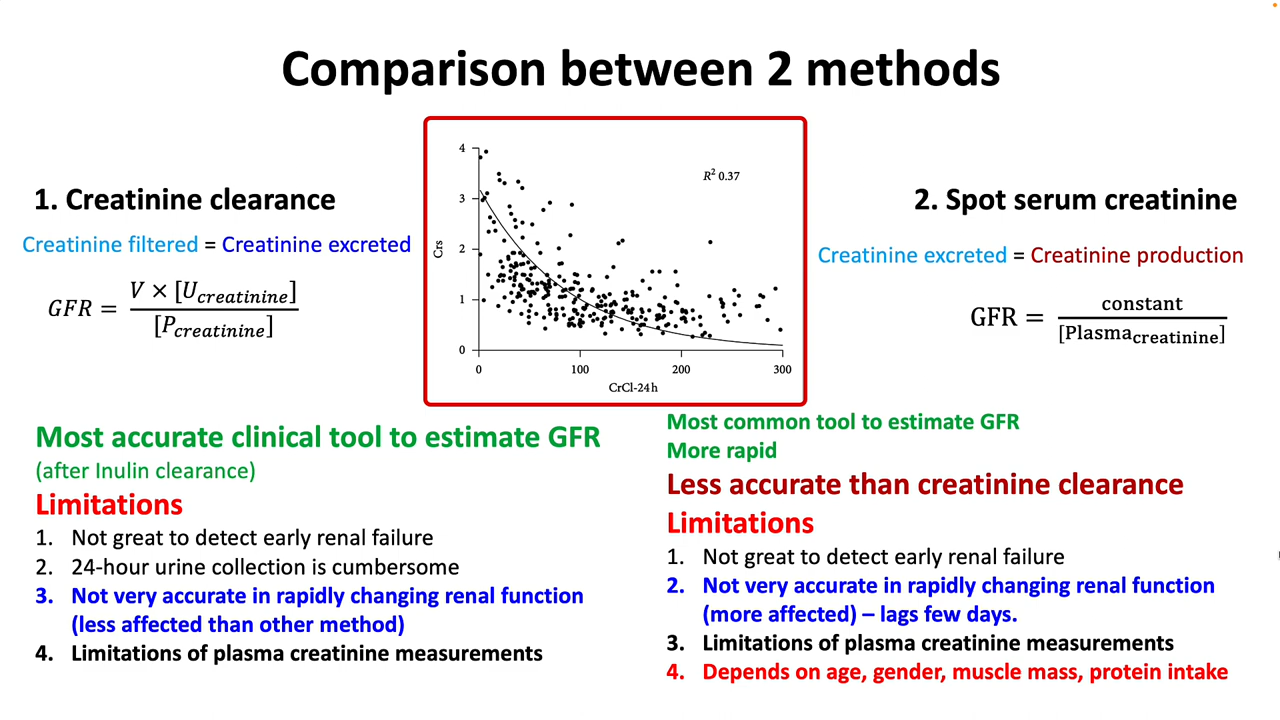 Comparison between 2 methods
1. Creatinine clearance
Creatinine filtered = Creatinine excreted
GFR = V × [U_creatinine] / [P_creatinine]
4
3
2
1
0
Crs
R² 0.37
0
100
200
300
CrCl-24 h
2. Spot serum creatinine
Creatinine excreted = Creatinine production
GFR = constant / [Plasma_creatinine]
Most accurate clinical tool to estimate GFR
(after Inulin clearance)
Limitations
1. Not great to detect early renal failure
2. 24-hour urine collection is cumbersome
3. Not very accurate in rapidly changing renal function
(less affected than other method)
4. Limitations of plasma creatinine measurements
Most common tool to estimate GFR
More rapid
Less accurate than creatinine clearance
Limitations
1. Not great to detect early renal failure
2. Not very accurate in rapidly changing renal function
(more affected) – lags few days.
3. Limitations of plasma creatinine measurements
4. Depends on age, gender, muscle mass, protein intake